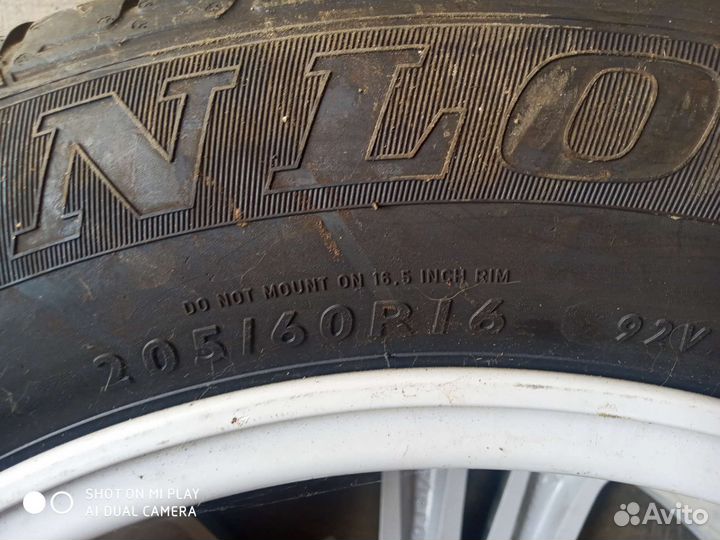 NLO
DO NOT MOUNT ON 16.5 INCH RIM
205/60R16 92V
SHOT ON MI PLAY
AI DUAL CAMERA
Avito